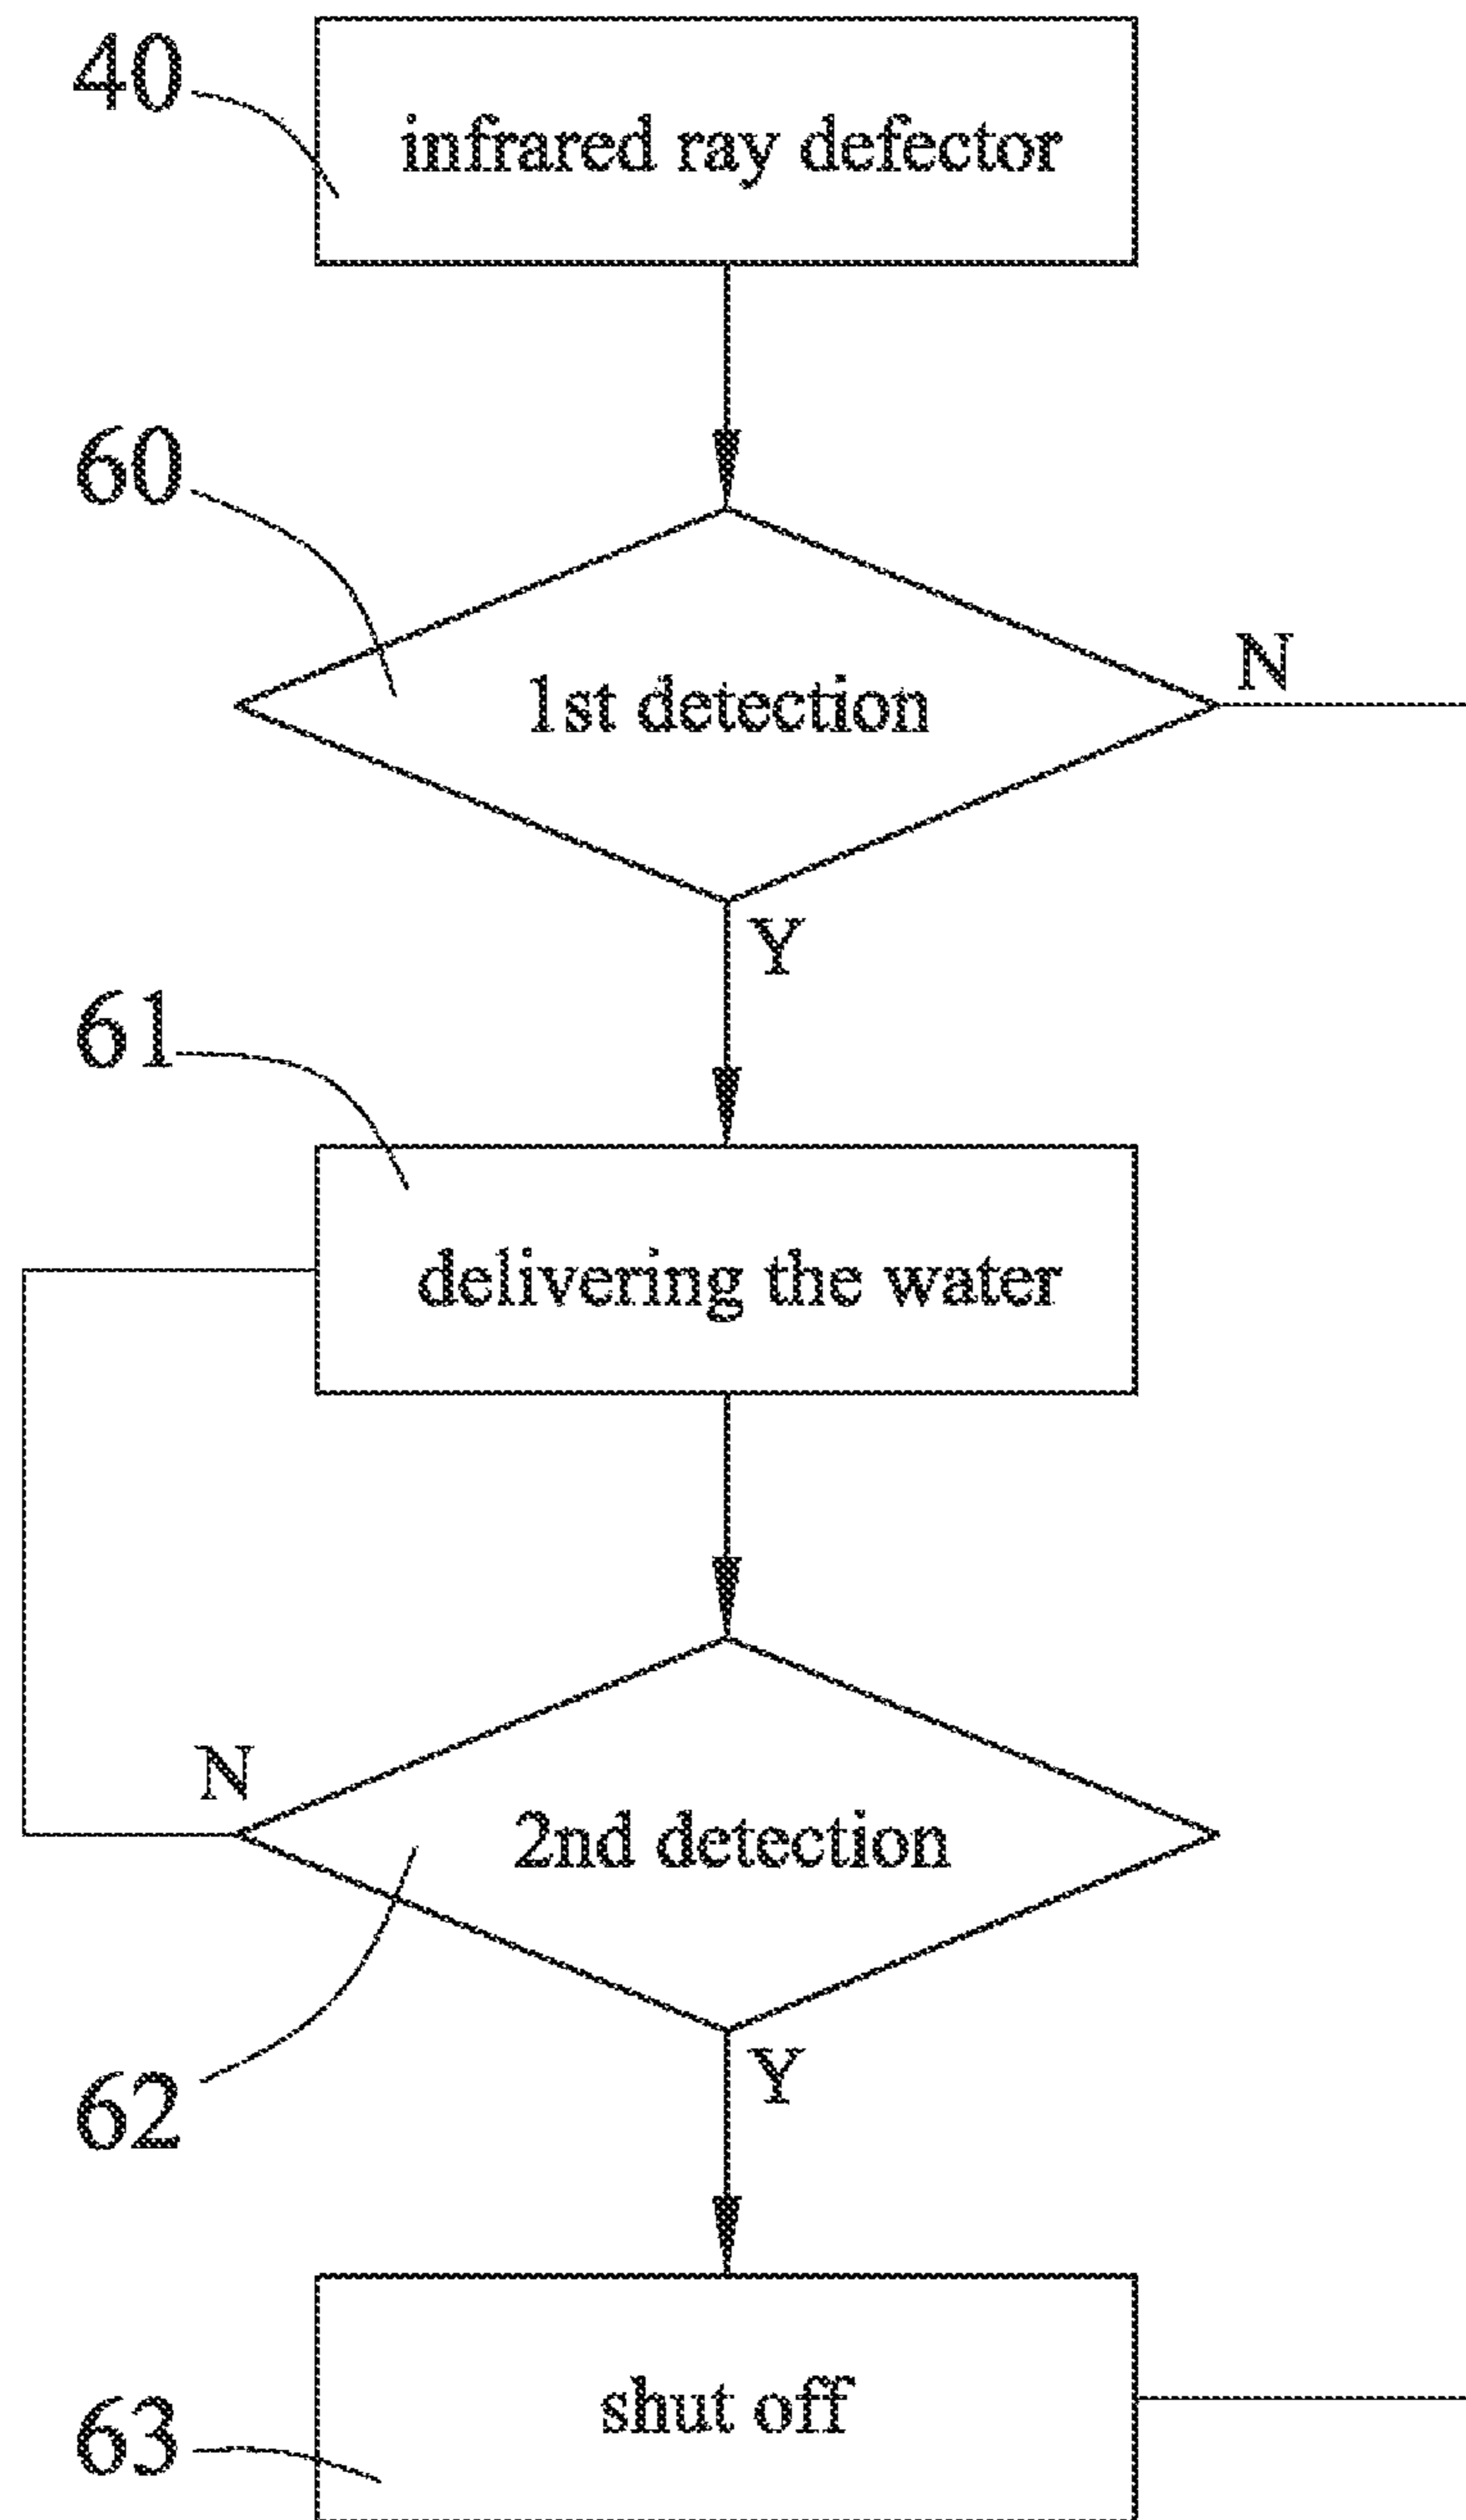 40
infrared ray defector
60
1st detection
N
Y
61
delivering the water
N
2nd detection
62
Y
shut off
63